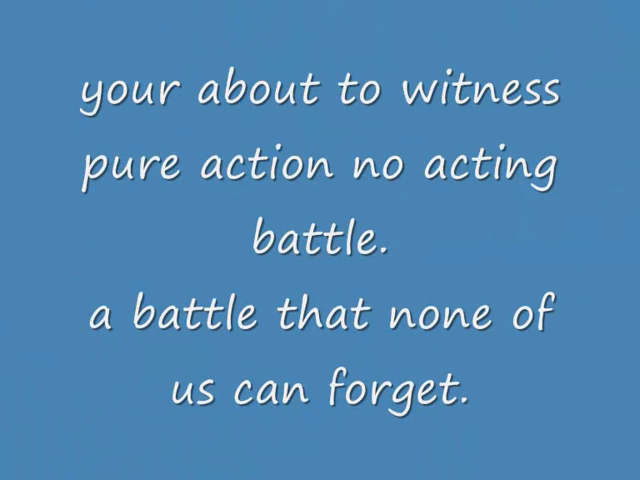 your about to witness
pure action no acting
battle.
a battle that none of
us can forget.